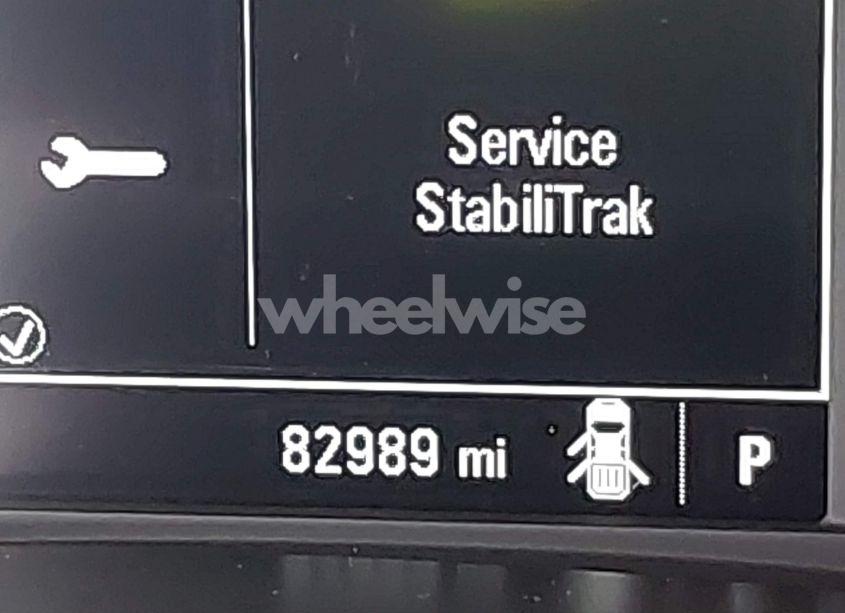 Service
StabiliTrak
wheelwise
82989 mi
P